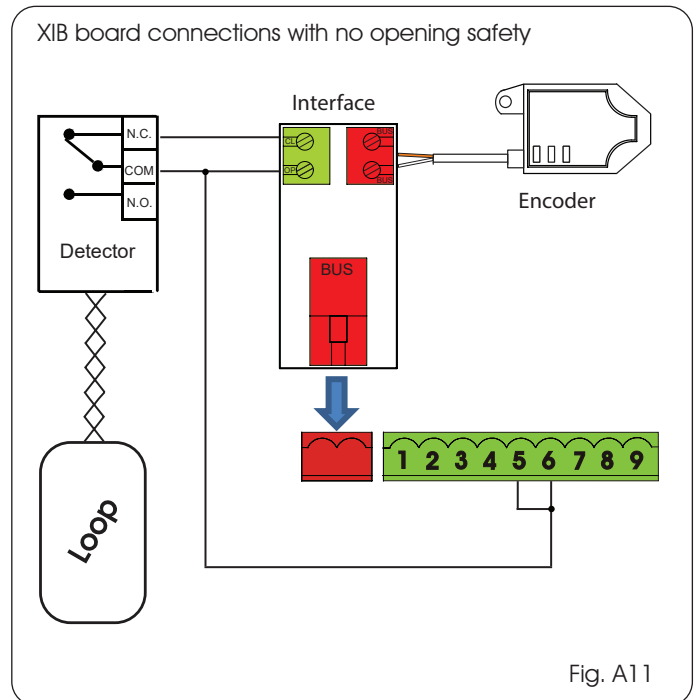 XIB board connections with no opening safety
Interface
N.C.
COM
N.O.
Detector
CL
OP
BUS
BUS
Encoder
BUS
1 2 3 4 5 6 7 8 9
Loop
Fig. A11